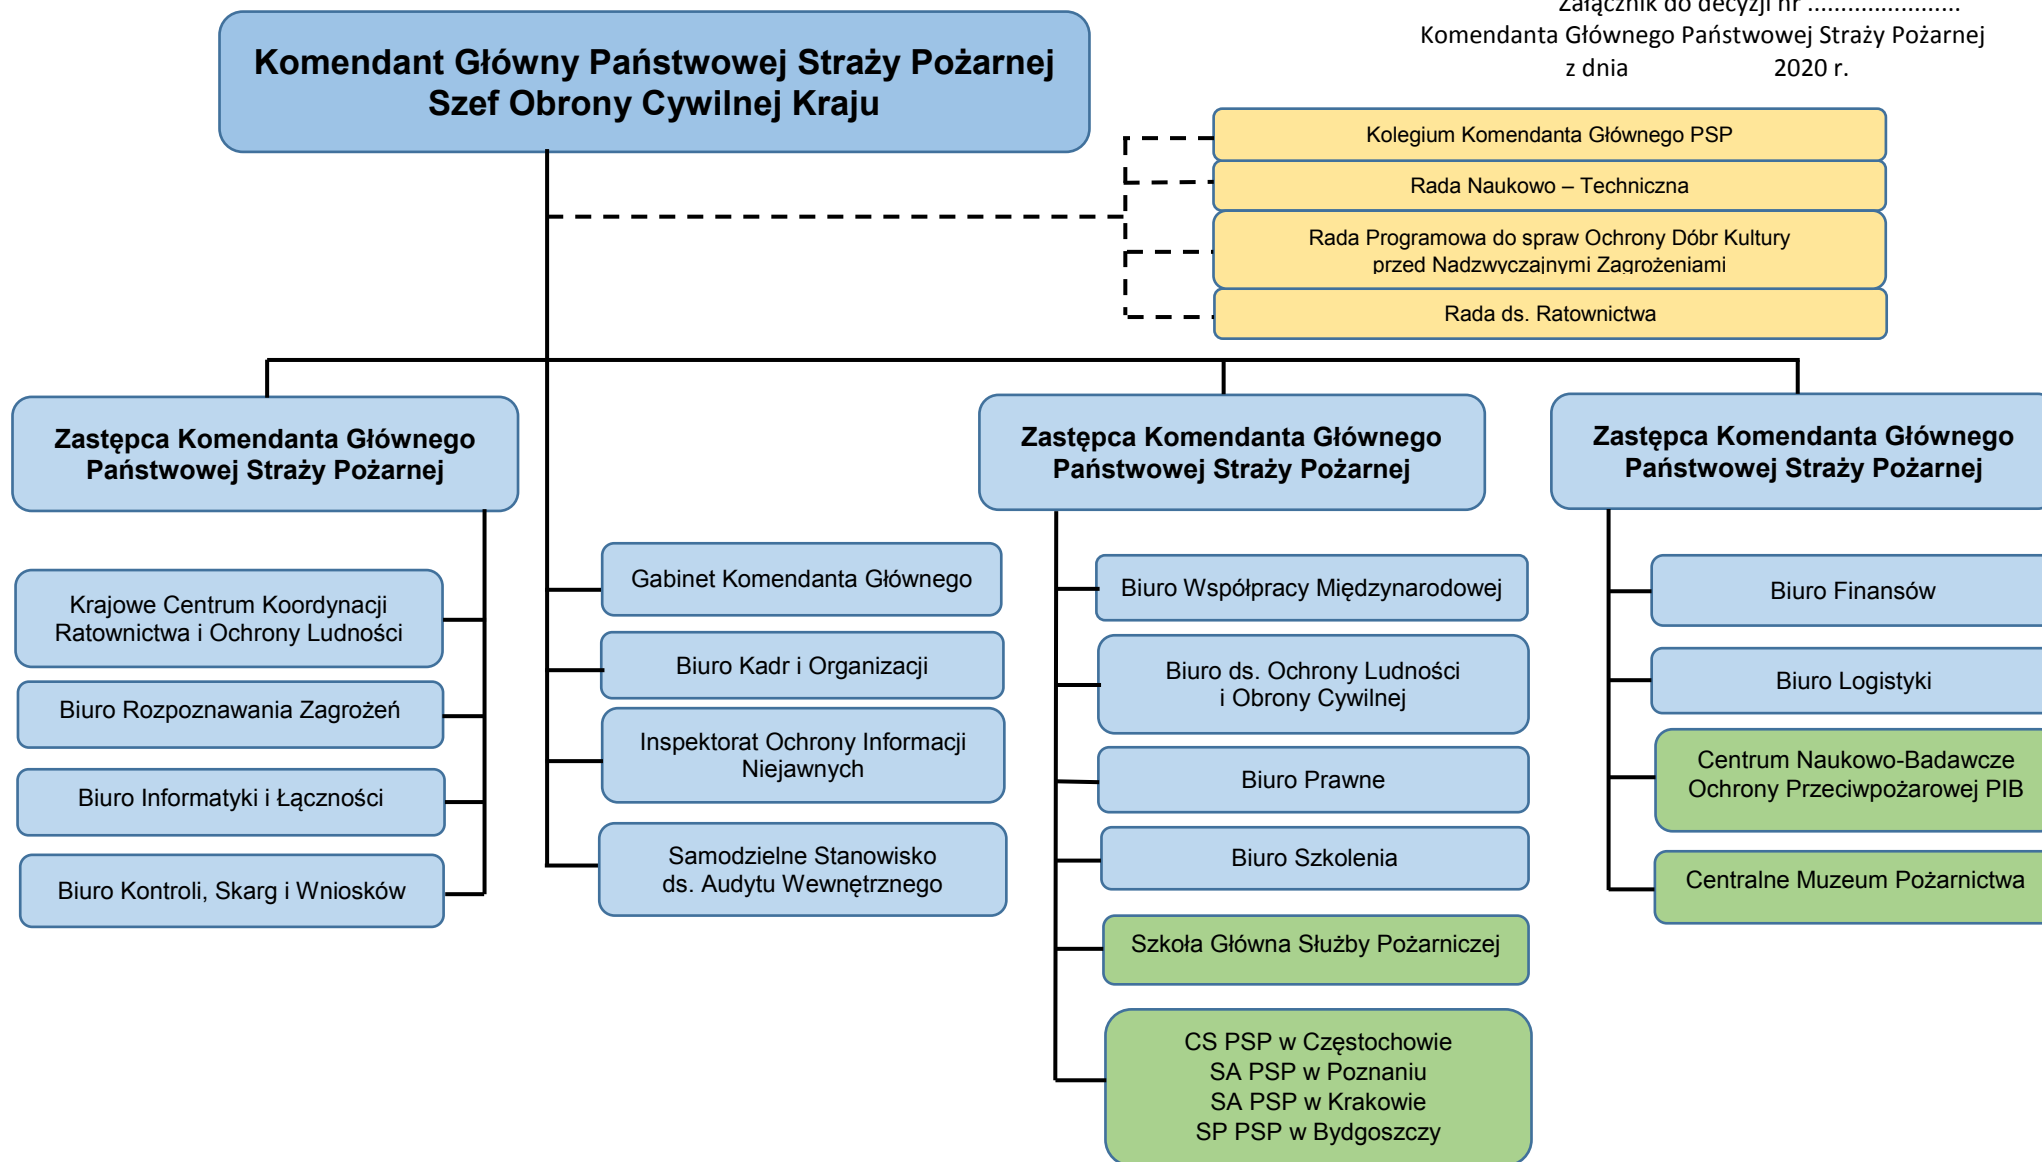 Załącznik do decyzji nr .......................
Komendanta Głównego Państwowej Straży Pożarnej
z dnia 2020 r.
Komendant Główny Państwowej Straży Pożarnej
Szef Obrony Cywilnej Kraju
Kolegium Komendanta Głównego PSP
Rada Naukowo – Techniczna
Rada Programowa do spraw Ochrony Dóbr Kultury
przed Nadzwyczajnymi Zagrożeniami
Rada ds. Ratownictwa
Zastępca Komendanta Głównego
Państwowej Straży Pożarnej
Krajowe Centrum Koordynacji
Ratownictwa i Ochrony Ludności
Biuro Rozpoznawania Zagrożeń
Biuro Informatyki i Łączności
Biuro Kontroli, Skarg i Wniosków
Gabinet Komendanta Głównego
Biuro Kadr i Organizacji
Inspektorat Ochrony Informacji
Niejawnych
Samodzielne Stanowisko
ds. Audytu Wewnętrznego
Zastępca Komendanta Głównego
Państwowej Straży Pożarnej
Biuro Współpracy Międzynarodowej
Biuro ds. Ochrony Ludności
i Obrony Cywilnej
Biuro Prawne
Biuro Szkolenia
Szkoła Główna Służby Pożarniczej
CS PSP w Częstochowie
SA PSP w Poznaniu
SA PSP w Krakowie
SP PSP w Bydgoszczy
Zastępca Komendanta Głównego
Państwowej Straży Pożarnej
Biuro Finansów
Biuro Logistyki
Centrum Naukowo-Badawcze
Ochrony Przeciwpożarowej PIB
Centralne Muzeum Pożarnictwa